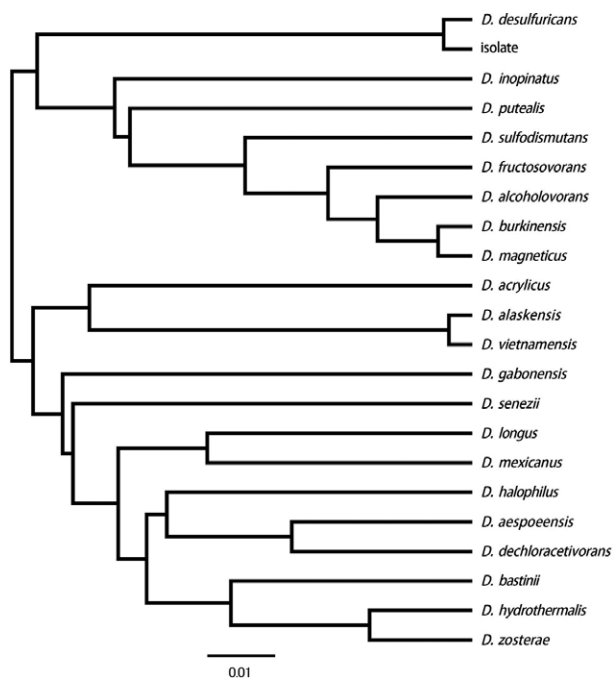 D. desulfuricans
isolate
D. inopinatus
D. putealis
D. sulfodismutans
D. fructosovorans
D. alcoholovorans
D. burkinensis
D. magneticus
D. acrylicus
D. alaskensis
D. vietnamensis
D. gabonensis
D. senezii
D. longus
D. mexicanus
D. halophilus
D. aespoeensis
D. dechloracetivorans
D. bastinii
D. hydrothermalis
D. zosterae
0.01